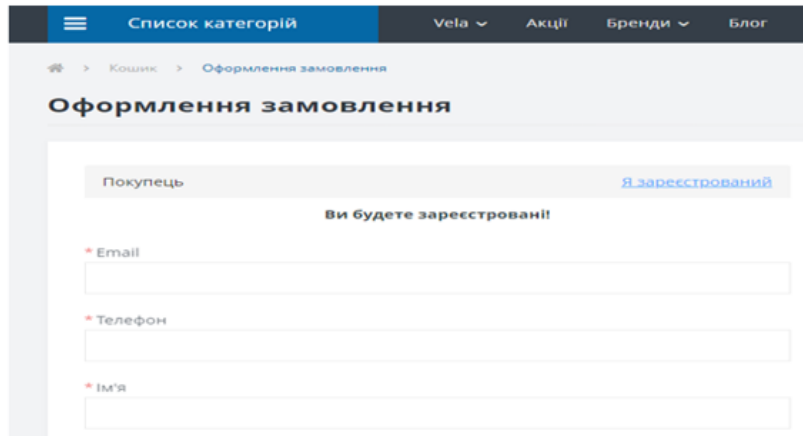 Список категорій Vela Акції Бренди Блог
> Кошик > Оформлення замовлення
Оформлення замовлення
Покупець Я зареєстрований
Ви будете зареєстровані!
* Email
* Телефон
* Ім'я